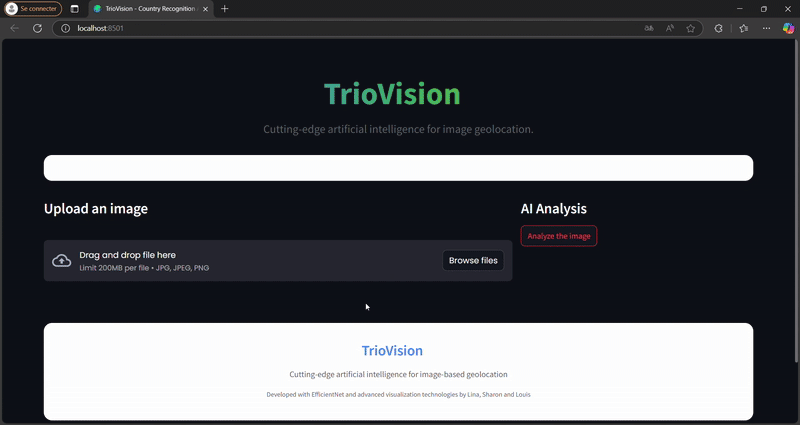 Se connecter
TrioVision - Country Recognition
localhost:8501
TrioVision
Cutting-edge artificial intelligence for image geolocation.
Upload an image
AI Analysis
Drag and drop file here
Limit 200MB per file • JPG, JPEG, PNG
Browse files
Analyze the image
TrioVision
Cutting-edge artificial intelligence for image-based geolocation
Developed with EfficientNet and advanced visualization technologies by Lina, Sharon and Louis